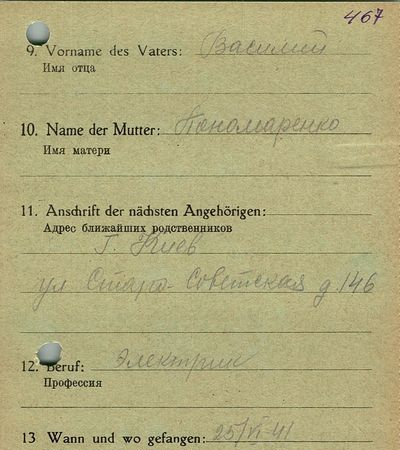 467
9. Vorname des Vaters: Василий
Имя отца
10. Name der Mutter: Пономаренко
Имя матери
11. Anschrift der nächsten Angehörigen:
Адрес ближайших родственников
Г. Киев
ул Старо-Советская д. 146
12. Beruf: Электрик
Профессия
13 Wann und wo gefangen: 25/VI-41